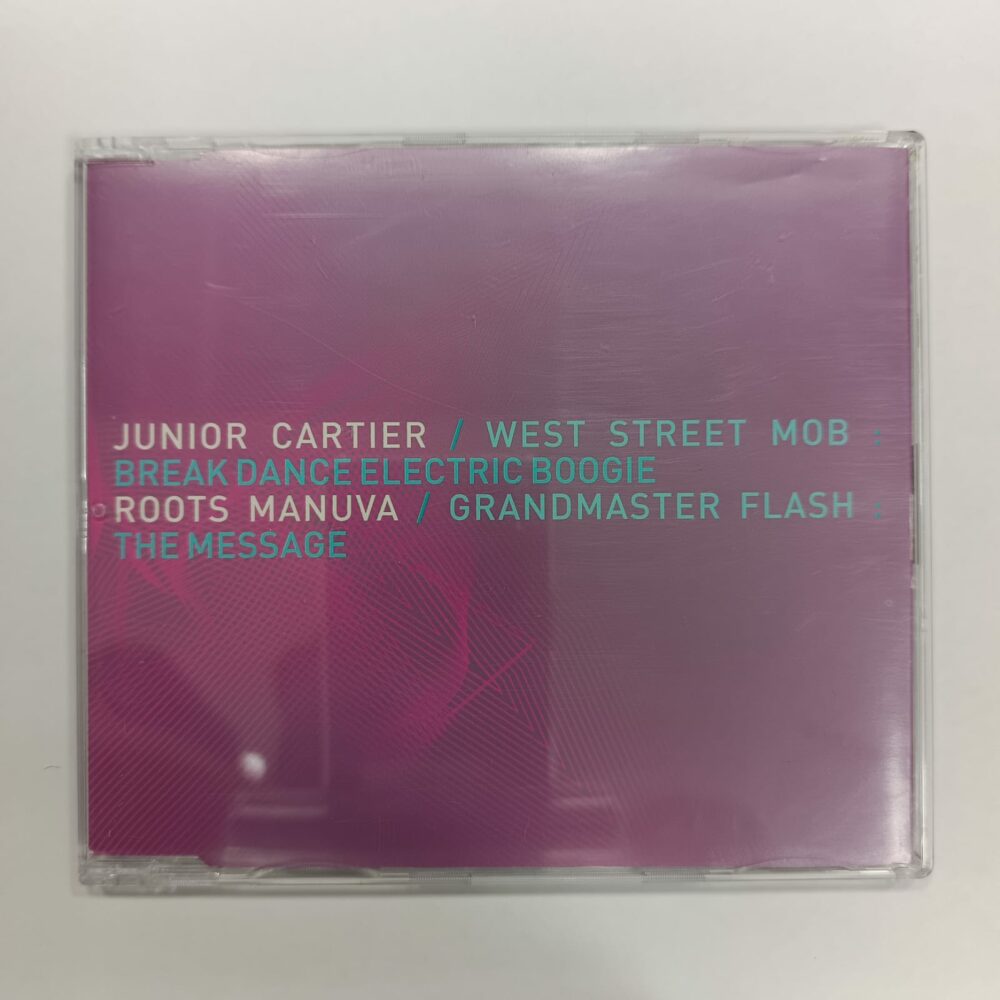 JUNIOR CARTIER / WEST STREET MOB :
BREAK DANCE ELECTRIC BOOGIE
ROOTS MANUVA / GRANDMASTER FLASH :
THE MESSAGE